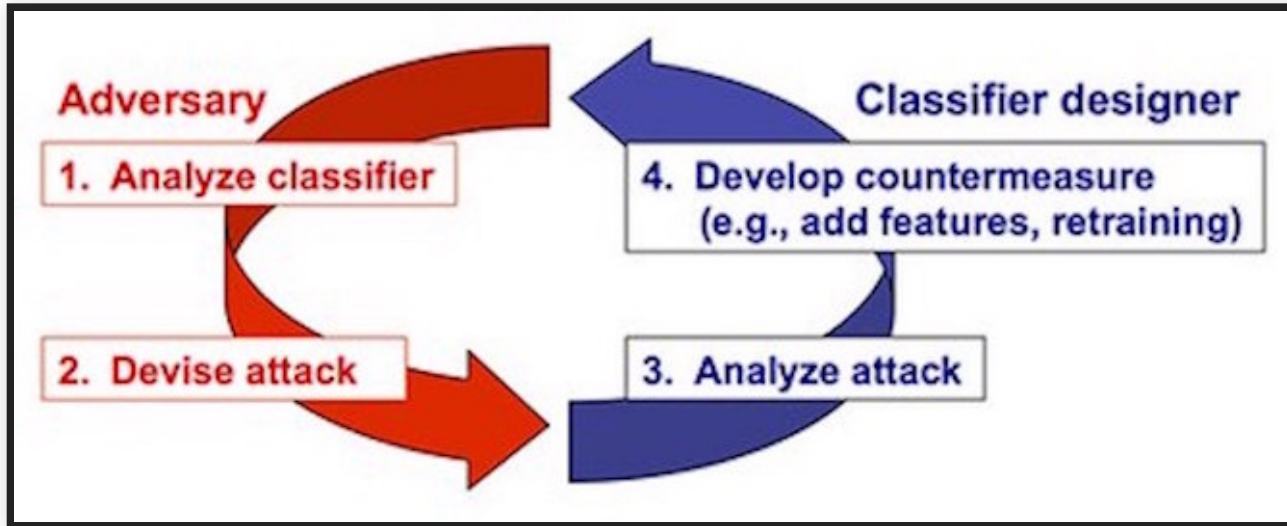 Adversary
1. Analyze classifier
2. Devise attack
Classifier designer
4. Develop countermeasure
(e.g., add features, retraining)
3. Analyze attack